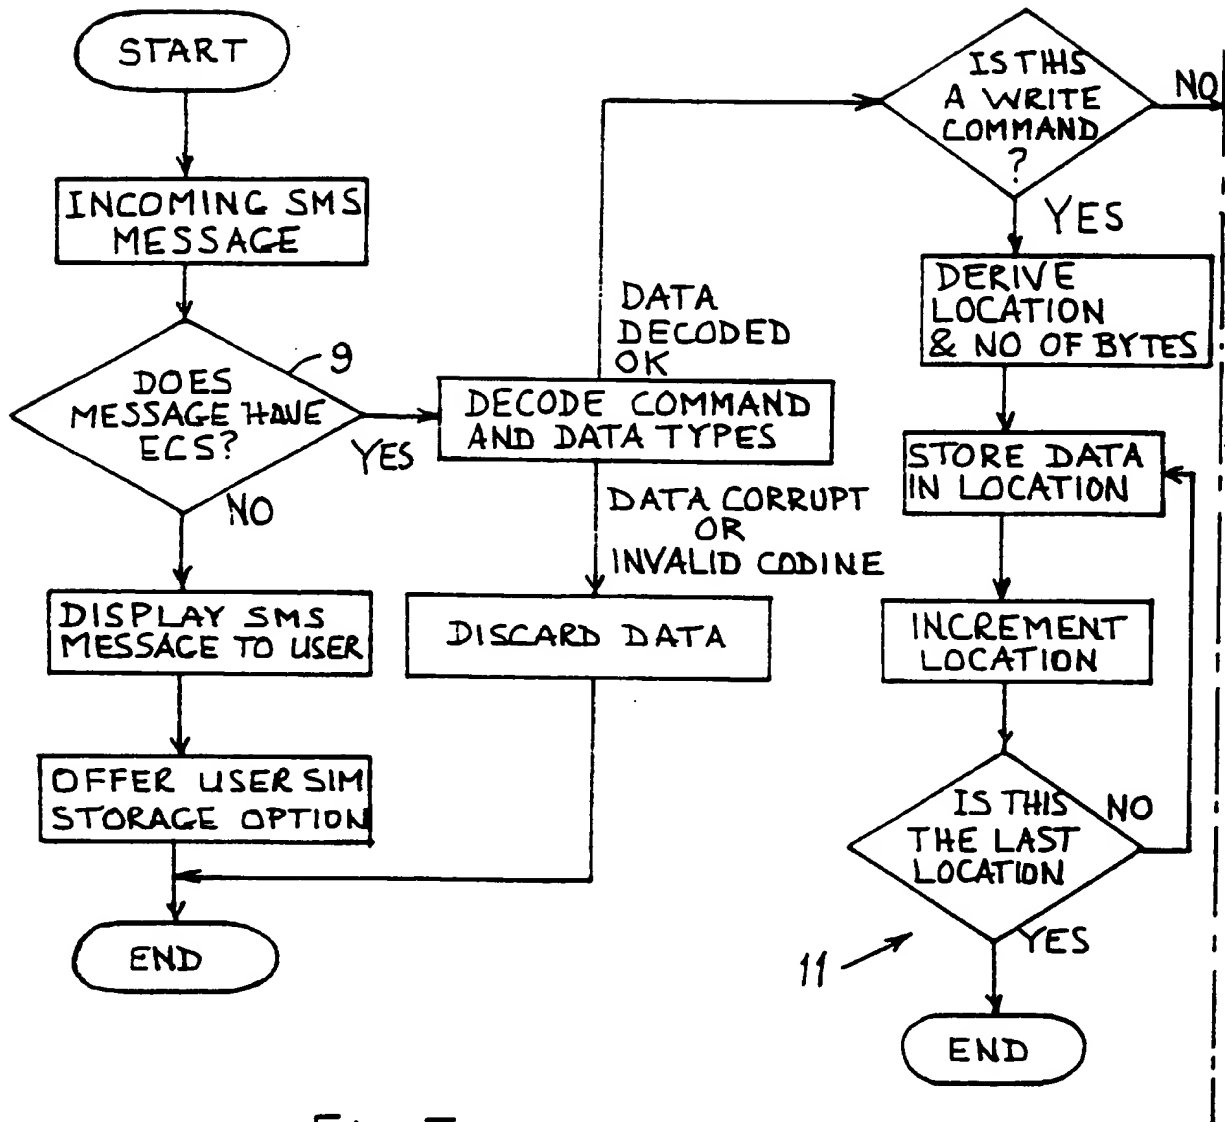 START
INCOMING SMS
MESSAGE
9
DOES
MESSAGE HAVE
ECS?
YES
NO
DISPLAY SMS
MESSAGE TO USER
OFFER USER SIM
STORAGE OPTION
END
DATA
DECODED
OK
DECODE COMMAND
AND DATA TYPES
DATA CORRUPT
OR
INVALID CODINE
DISCARD DATA
IS THIS
A WRITE
COMMAND
?
NO
YES
DERIVE
LOCATION
& NO OF BYTES
STORE DATA
IN LOCATION
INCREMENT
LOCATION
IS THIS
THE LAST
LOCATION
NO
YES
11
END